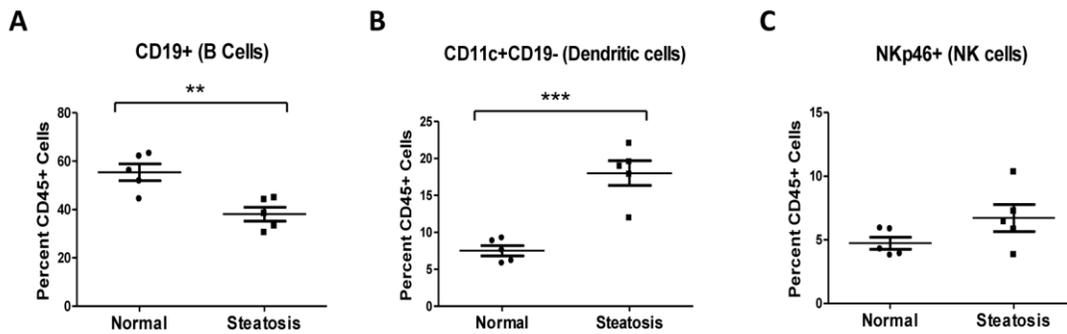 A
CD19+ (B Cells)
**
Percent CD45+ Cells
80
60
40
20
0
Normal Steatosis
B
CD11c+CD19- (Dendritic cells)
***
Percent CD45+ Cells
25
20
15
10
5
0
Normal Steatosis
C
NKp46+ (NK cells)
Percent CD45+ Cells
15
10
5
0
Normal Steatosis